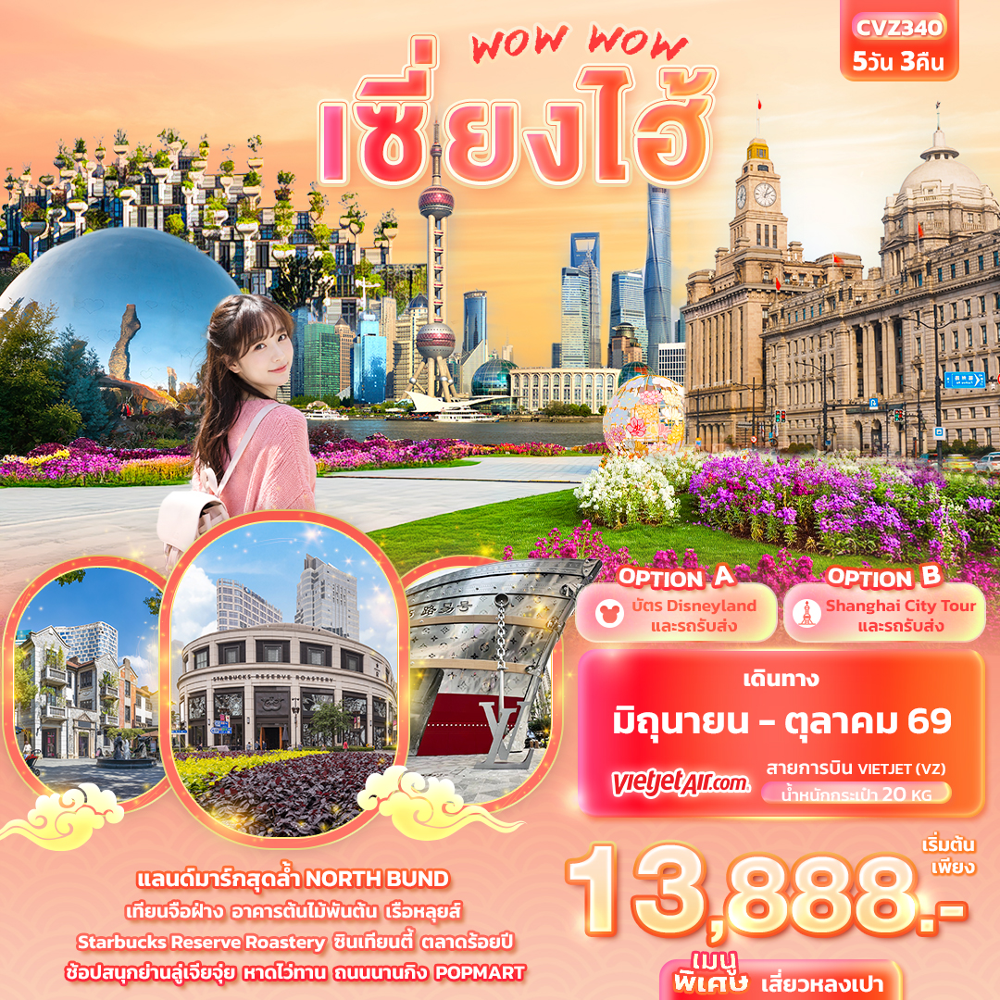 CVZ340
5วัน 3คืน
WOW WOW
เซี่ยงไฮ้
STARBUCKS RESERVE ROASTERY
路易号
LV
OPTION A
บัตร Disneyland
และรถรับส่ง
OPTION B
Shanghai City Tour
และรถรับส่ง
เดินทาง
มิถุนายน - ตุลาคม 69
สายการบิน VIETJET (VZ)
vietjetAir.com.
น้ำหนักกระเป๋า 20 KG
เริ่มต้น
เพียง
13,888.-
แลนด์มาร์กสุดล้ำ NORTH BUND
เทียนจือฝ่าง อาคารต้นไม้พันต้น เรือหลุยส์
Starbucks Reserve Roastery ซินเทียนตี้ ตลาดร้อยปี
ช้อปสนุกย่านลู่เจียจุ่ย หาดไว่ทาน ถนนนานกิง POPMART
เมนู
พิเศษ เสี่ยวหลงเปา